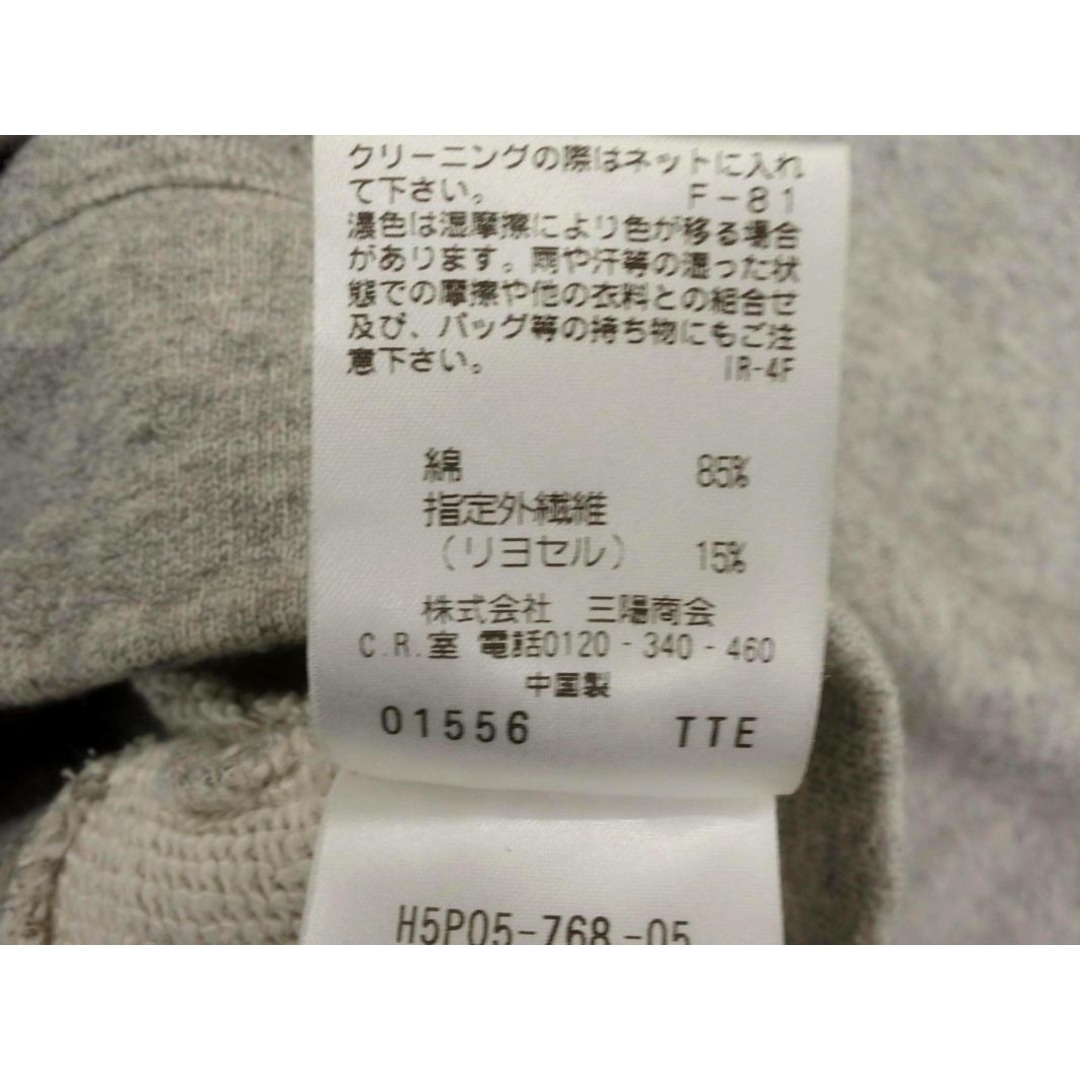 クリーニングの際はネットに入れ
て下さい。 F-81
濃色は湿摩擦により色が移る場合
があります。雨や汗等の湿った状
態での摩擦や他の衣料との組合せ
及び、バッグ等の持ち物にもご注
意下さい。 IR-4F
綿 85%
指定外繊維
(リヨセル) 15%
株式会社 三陽商会
C.R.室 電話0120-340-460
中国製
01556 TTE
H5P05-768-05